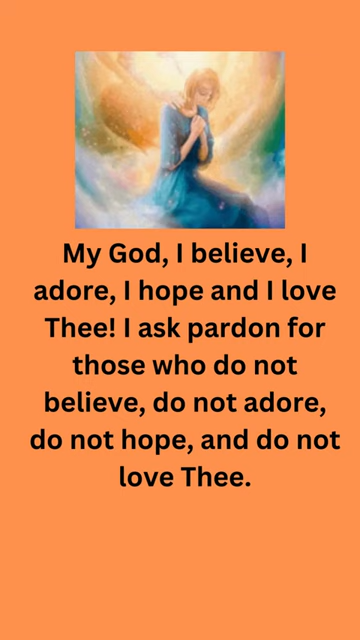 My God, I believe, I
adore, I hope and I love
Thee! I ask pardon for
those who do not
believe, do not adore,
do not hope, and do not
love Thee.